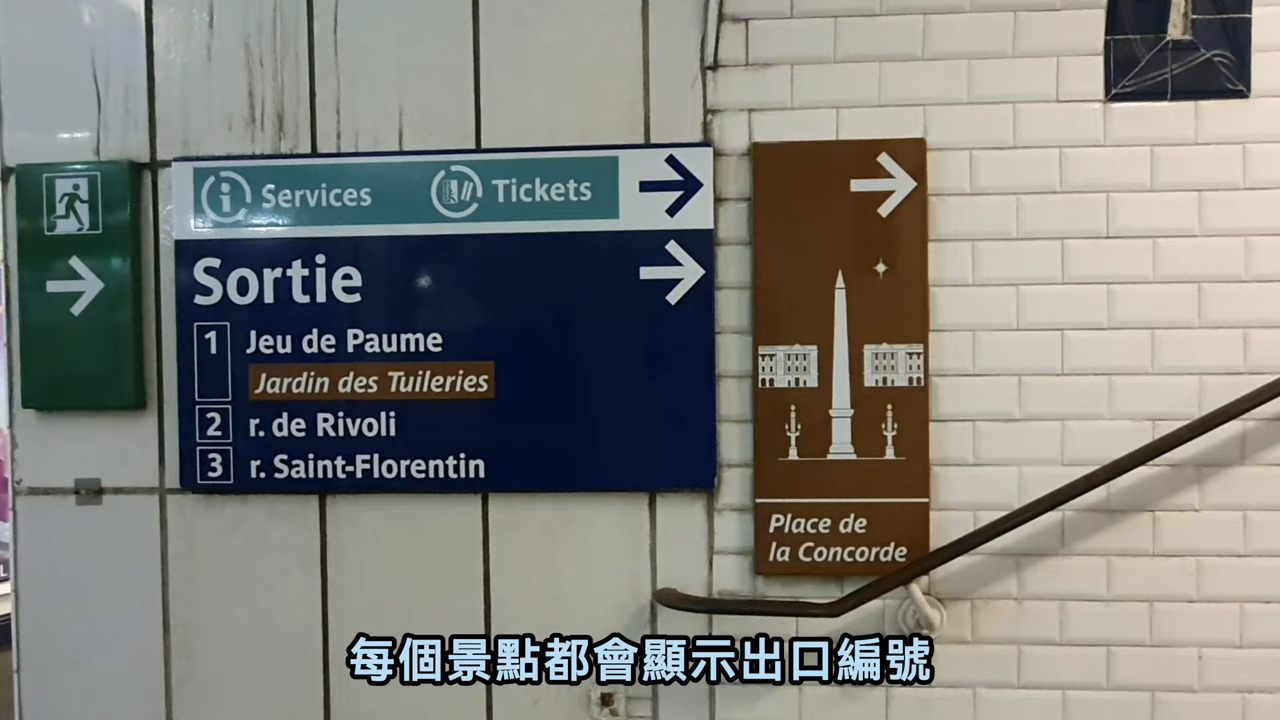 Services
Tickets
Sortie
1 Jeu de Paume
Jardin des Tuileries
2 r. de Rivoli
3 r. Saint-Florentin
Place de
la Concorde
每個景點都會顯示出口編號